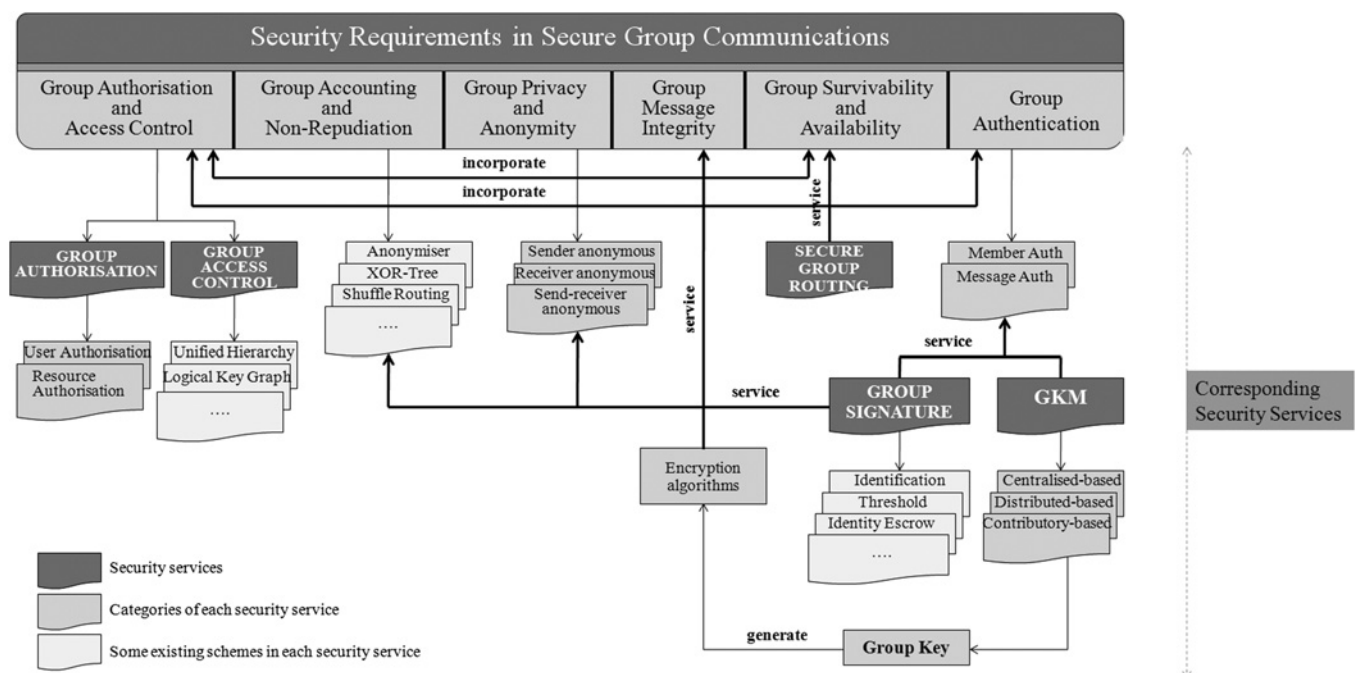 Security Requirements in Secure Group Communications
Group Authorisation
and
Access Control
Group Accounting
and
Non-Repudiation
Group Privacy
and
Anonymity
Group
Message
Integrity
Group Survivability
and
Availability
Group
Authentication
incorporate
incorporate
service
GROUP
AUTHORISATION
GROUP
ACCESS
CONTROL
Anonymiser
XOR-Tree
Shuffle Routing
....
Sender anonymous
Receiver anonymous
Send-receiver
anonymous
service
SECURE
GROUP
ROUTING
Member Auth
Message Auth
User Authorisation
Resource
Authorisation
Unified Hierarchy
Logical Key Graph
....
service
service
GROUP
SIGNATURE
GKM
Corresponding
Security Services
Encryption
algorithms
Identification
Threshold
Identity Escrow
....
Centralised-based
Distributed-based
Contributory-based
Security services
Categories of each security service
Some existing schemes in each security service
generate
Group Key